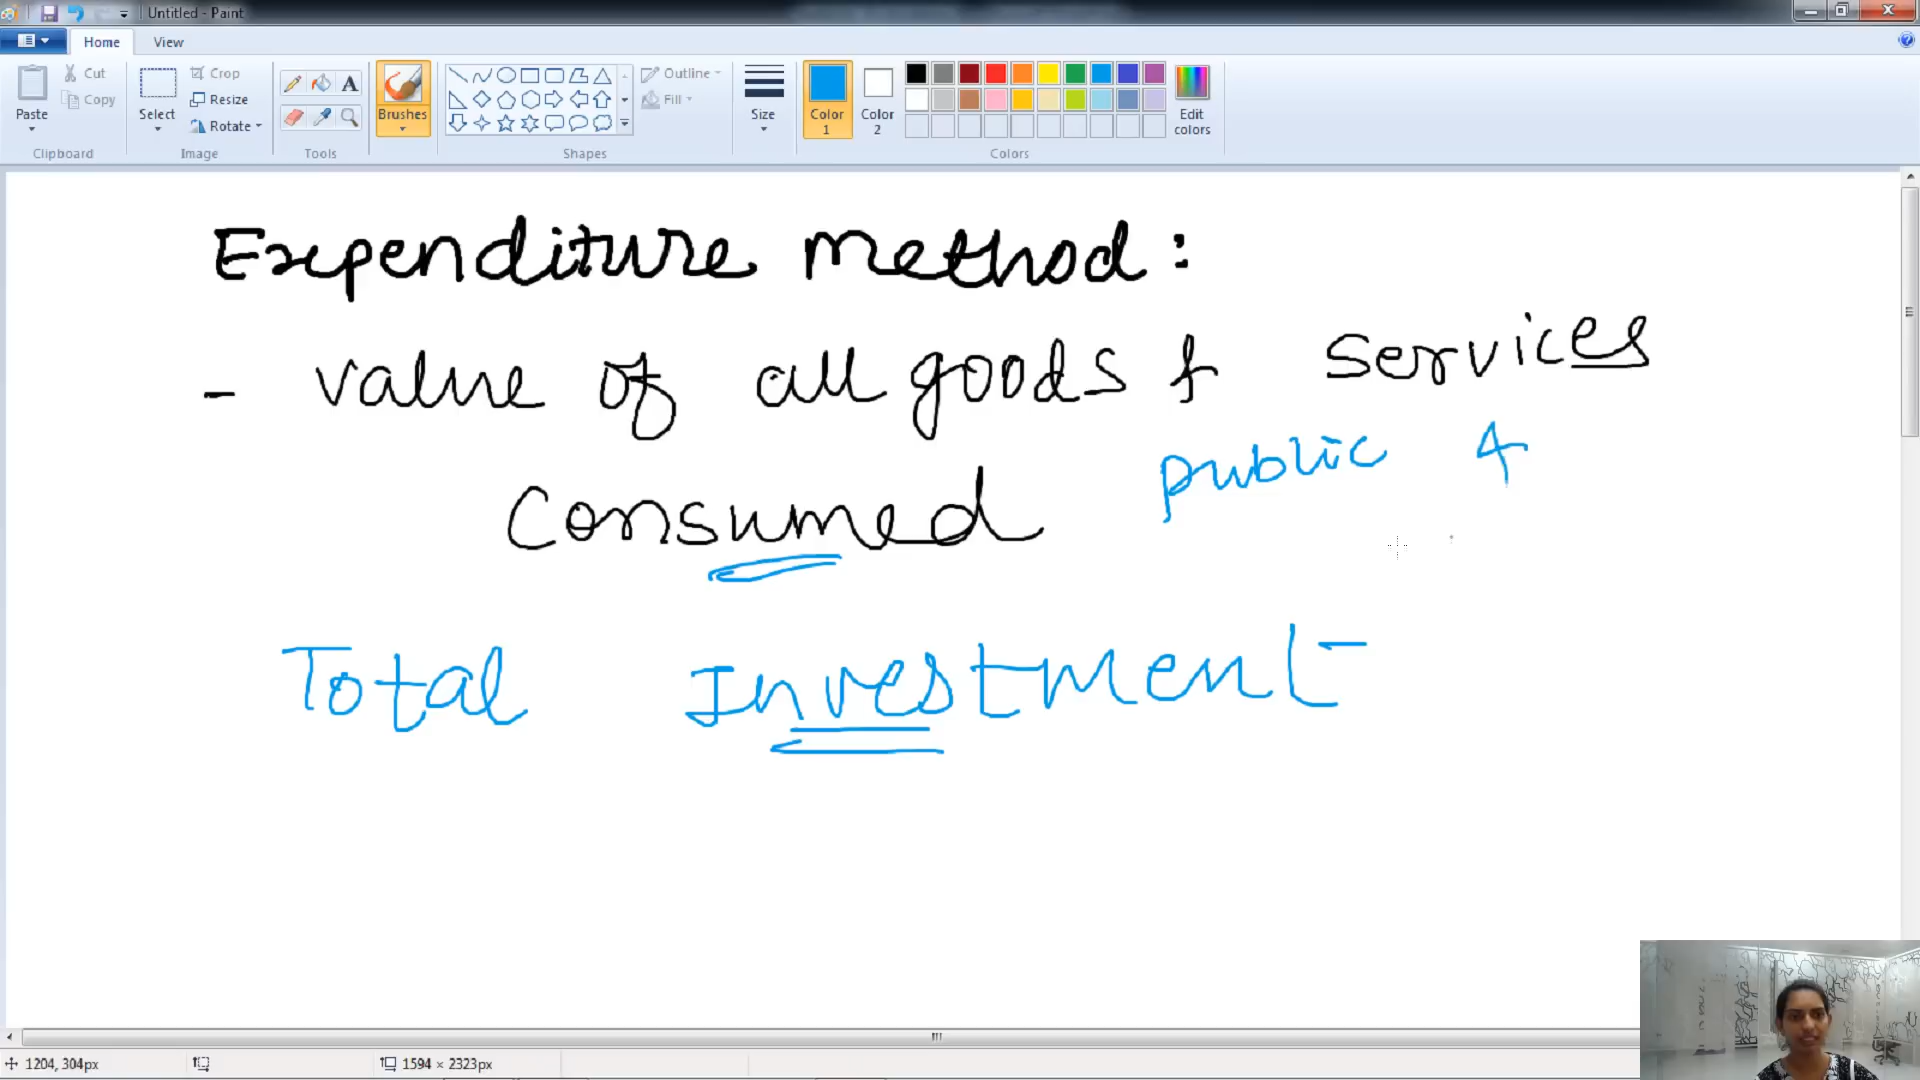 Untitled - Paint
Home View
Cut
Copy
Paste
Clipboard
Select
Crop
Resize
Rotate
Image
A
Tools
Brushes
Shapes
Outline
Fill
Size
Color 1
Color 2
Edit colors
Colors
Expenditure method:
- value of all goods & services
public &
Consumed
Total Investment
1204, 304px
1594 × 2323px